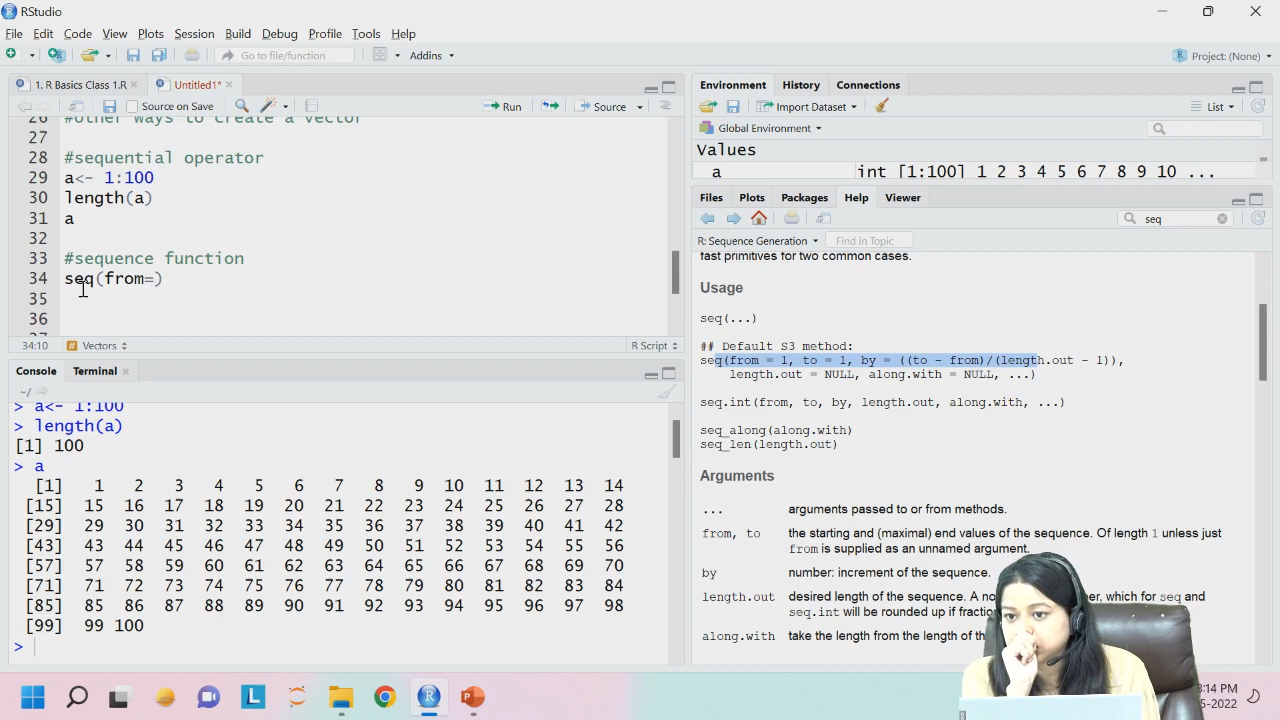 RStudio
File Edit Code View Plots Session Build Debug Profile Tools Help
Go to file/function Addins Project: (None)
1. R Basics Class 1.R Untitled1*
Source on Save Run Source
26 #other ways to create a vector
27
28 #sequential operator
29 a<- 1:100
30 length(a)
31 a
32
33 #sequence function
34 seq(from=)
35
36
34:10 # Vectors R Script
Console Terminal
~/
> a<- 1:100
> length(a)
[1] 100
> a
[1] 1 2 3 4 5 6 7 8 9 10 11 12 13 14
[15] 15 16 17 18 19 20 21 22 23 24 25 26 27 28
[29] 29 30 31 32 33 34 35 36 37 38 39 40 41 42
[43] 43 44 45 46 47 48 49 50 51 52 53 54 55 56
[57] 57 58 59 60 61 62 63 64 65 66 67 68 69 70
[71] 71 72 73 74 75 76 77 78 79 80 81 82 83 84
[85] 85 86 87 88 89 90 91 92 93 94 95 96 97 98
[99] 99 100
>
Environment History Connections
Import Dataset List
Global Environment
Values
a int [1:100] 1 2 3 4 5 6 7 8 9 10 ...
Files Plots Packages Help Viewer
seq
R: Sequence Generation Find in Topic
fast primitives for two common cases.
Usage
seq(...)
## Default S3 method:
seq(from = 1, to = 1, by = ((to - from)/(length.out - 1)),
length.out = NULL, along.with = NULL, ...)
seq.int(from, to, by, length.out, along.with, ...)
seq_along(along.with)
seq_len(length.out)
Arguments
... arguments passed to or from methods.
from, to the starting and (maximal) end values of the sequence. Of length 1 unless just
from is supplied as an unnamed argument.
by number: increment of the sequence.
length.out desired length of the sequence. A which for seq and
seq.int will be rounded up if
along.with take the length from the length of